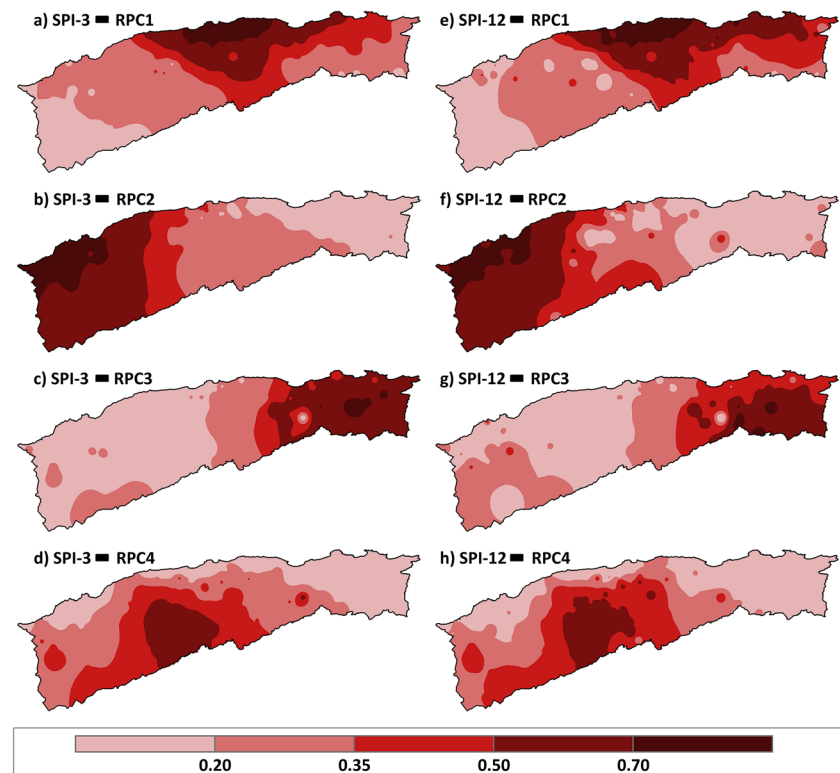 a) SPI-3 ▬ RPC1
e) SPI-12 ▬ RPC1
b) SPI-3 ▬ RPC2
f) SPI-12 ▬ RPC2
c) SPI-3 ▬ RPC3
g) SPI-12 ▬ RPC3
d) SPI-3 ▬ RPC4
h) SPI-12 ▬ RPC4
0.20 0.35 0.50 0.70